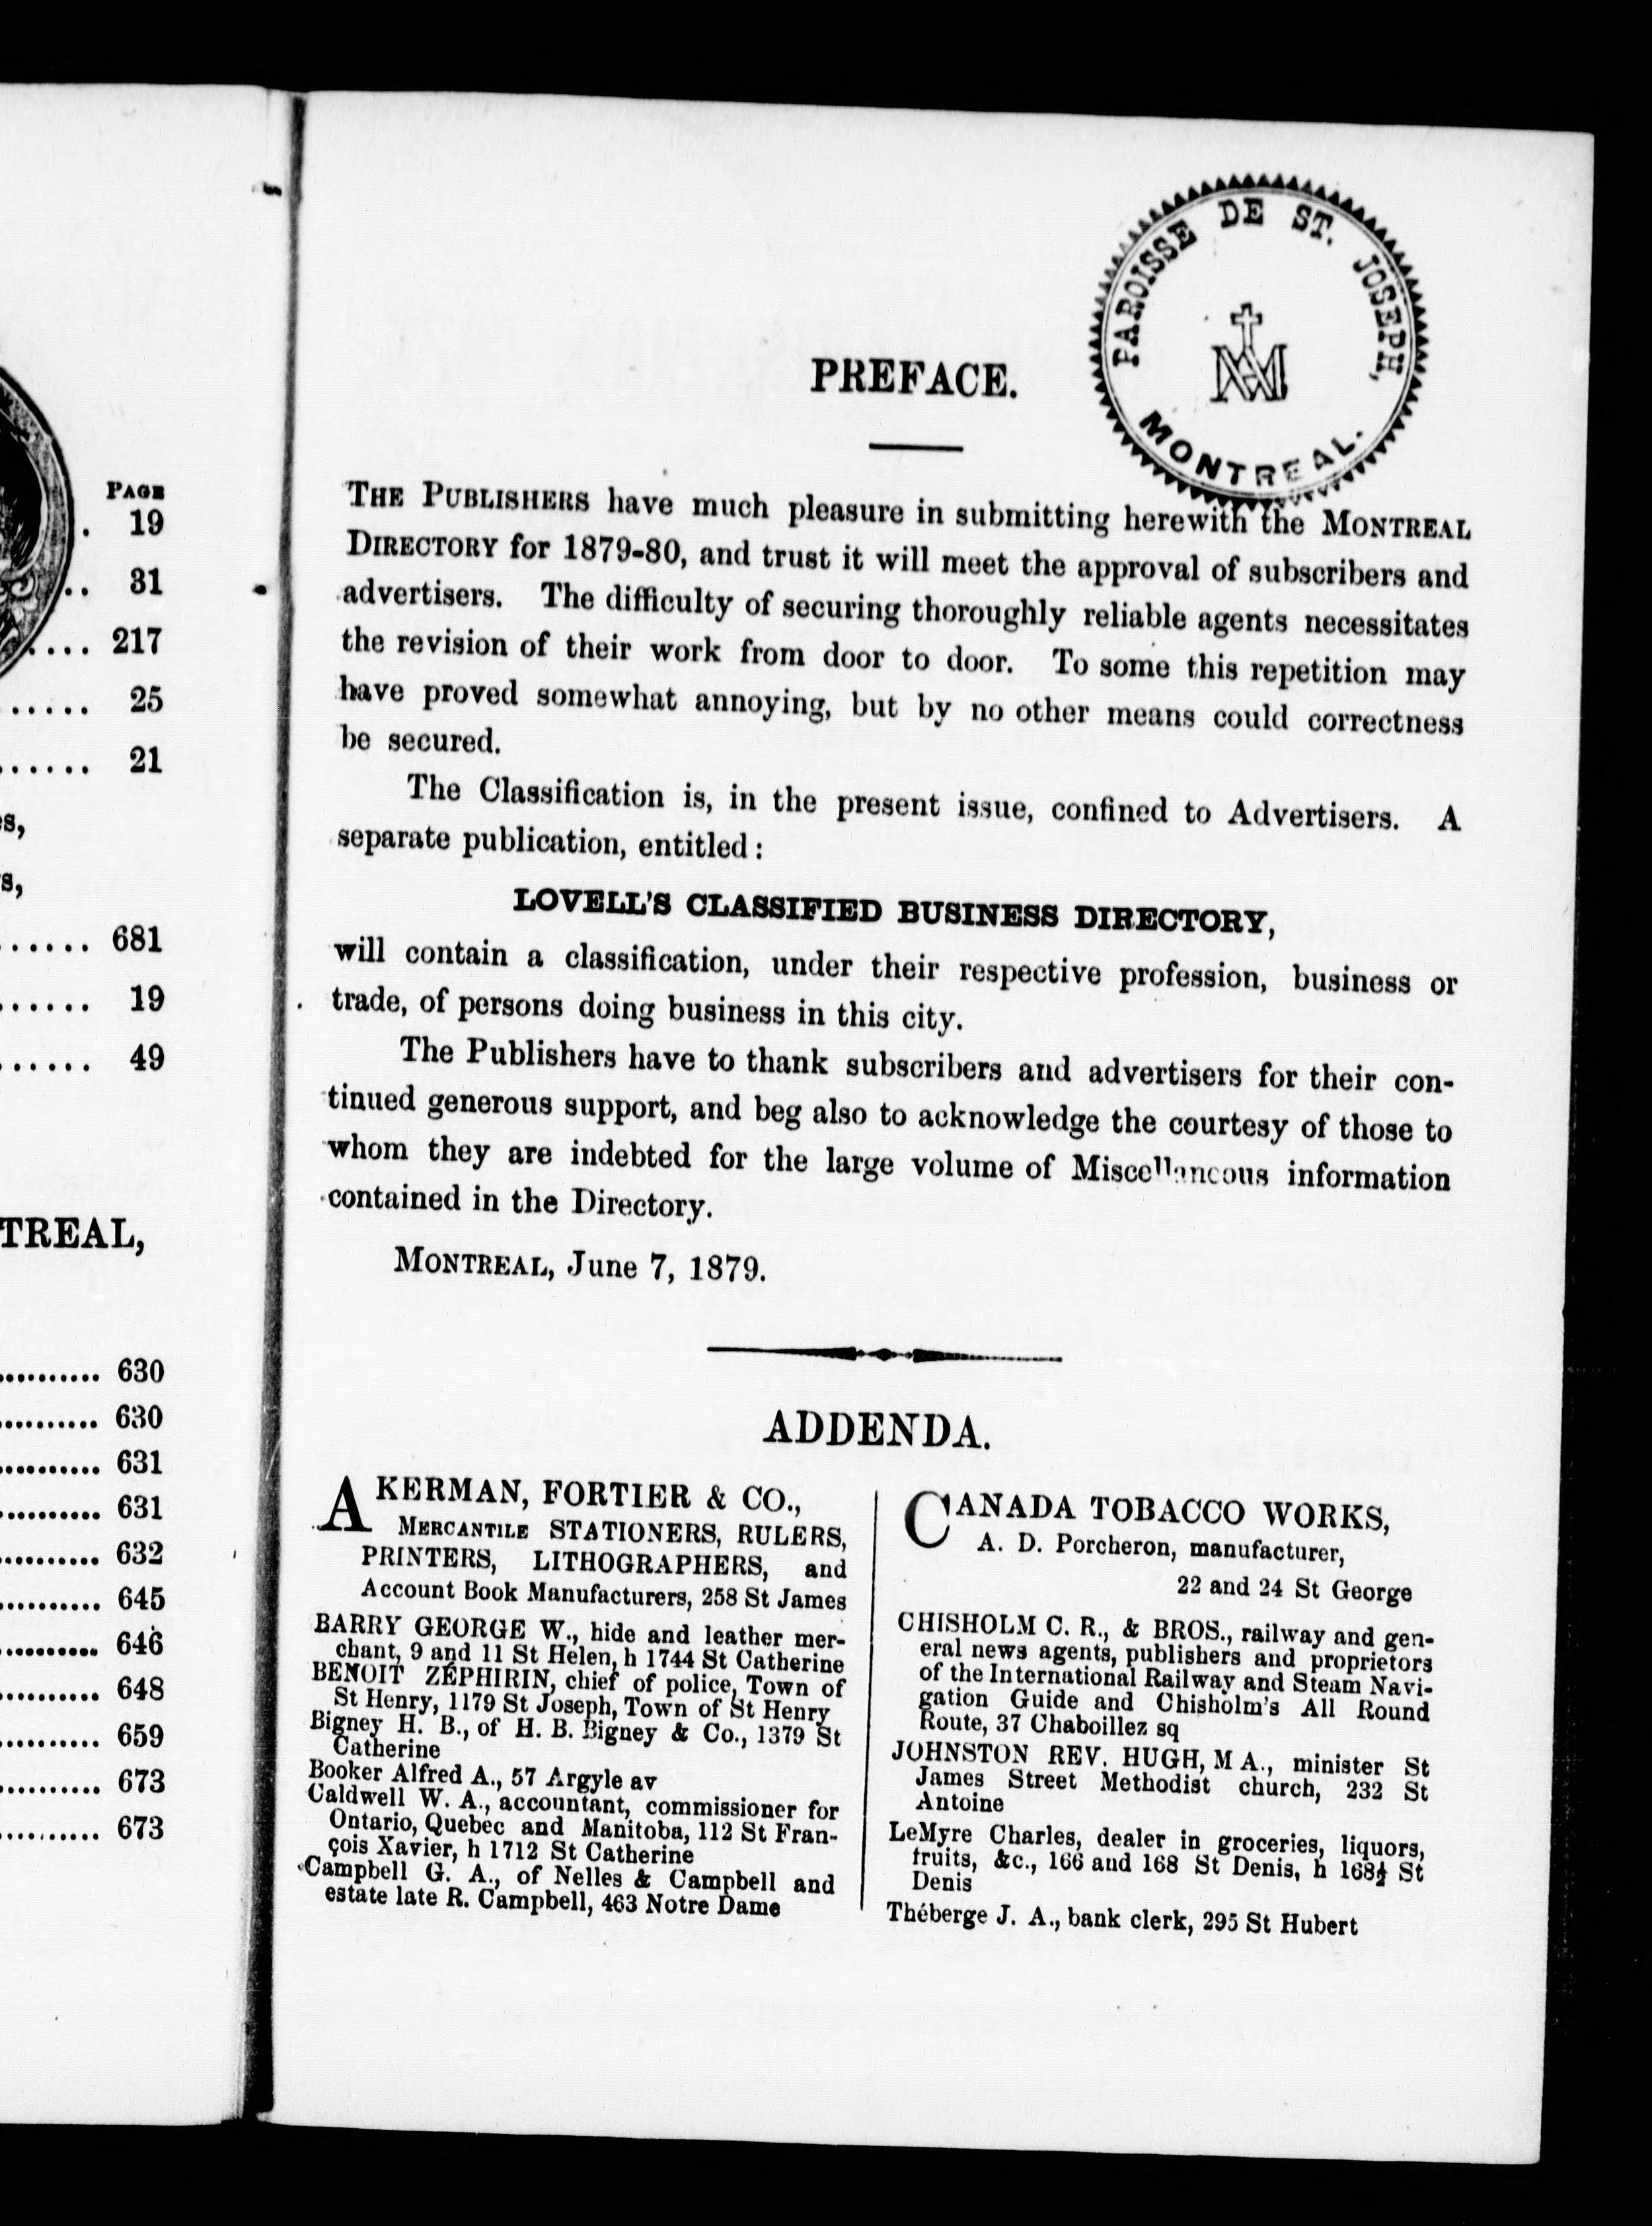 PAGE
. 19
.. 31
.... 217
...... 25
...... 21
s,
s,
...... 681
...... 19
...... 49
TREAL,
.......... 630
.......... 630
.......... 631
.......... 631
.......... 632
.......... 645
.......... 646
.......... 648
.......... 659
.......... 673
.......... 673
PAROISSE DE ST. JOSEPH,
MONTREAL.
PREFACE.
THE PUBLISHERS have much pleasure in submitting herewith the MONTREAL
DIRECTORY for 1879-80, and trust it will meet the approval of subscribers and
advertisers. The difficulty of securing thoroughly reliable agents necessitates
the revision of their work from door to door. To some this repetition may
have proved somewhat annoying, but by no other means could correctness
be secured.
The Classification is, in the present issue, confined to Advertisers. A
separate publication, entitled :
LOVELL'S CLASSIFIED BUSINESS DIRECTORY,
will contain a classification, under their respective profession, business or
trade, of persons doing business in this city.
The Publishers have to thank subscribers and advertisers for their con-
tinued generous support, and beg also to acknowledge the courtesy of those to
whom they are indebted for the large volume of Miscellaneous information
contained in the Directory.
MONTREAL, June 7, 1879.
ADDENDA.
AKERMAN, FORTIER & CO.,
MERCANTILE STATIONERS, RULERS,
PRINTERS, LITHOGRAPHERS, and
Account Book Manufacturers, 258 St James
BARRY GEORGE W., hide and leather mer-
chant, 9 and 11 St Helen, h 1744 St Catherine
BENOIT ZÉPHIRIN, chief of police, Town of
St Henry, 1179 St Joseph, Town of St Henry
Bigney H. B., of H. B. Bigney & Co., 1379 St
Catherine
Booker Alfred A., 57 Argyle av
Caldwell W. A., accountant, commissioner for
Ontario, Quebec and Manitoba, 112 St Fran-
çois Xavier, h 1712 St Catherine
Campbell G. A., of Nelles & Campbell and
estate late R. Campbell, 463 Notre Dame
CANADA TOBACCO WORKS,
A. D. Porcheron, manufacturer,
22 and 24 St George
CHISHOLM C. R., & BROS., railway and gen-
eral news agents, publishers and proprietors
of the International Railway and Steam Navi-
gation Guide and Chisholm's All Round
Route, 37 Chaboillez sq
JOHNSTON REV. HUGH, M A., minister St
James Street Methodist church, 232 St
Antoine
LeMyre Charles, dealer in groceries, liquors,
fruits, &c., 166 and 168 St Denis, h 168½ St
Denis
Théberge J. A., bank clerk, 295 St Hubert